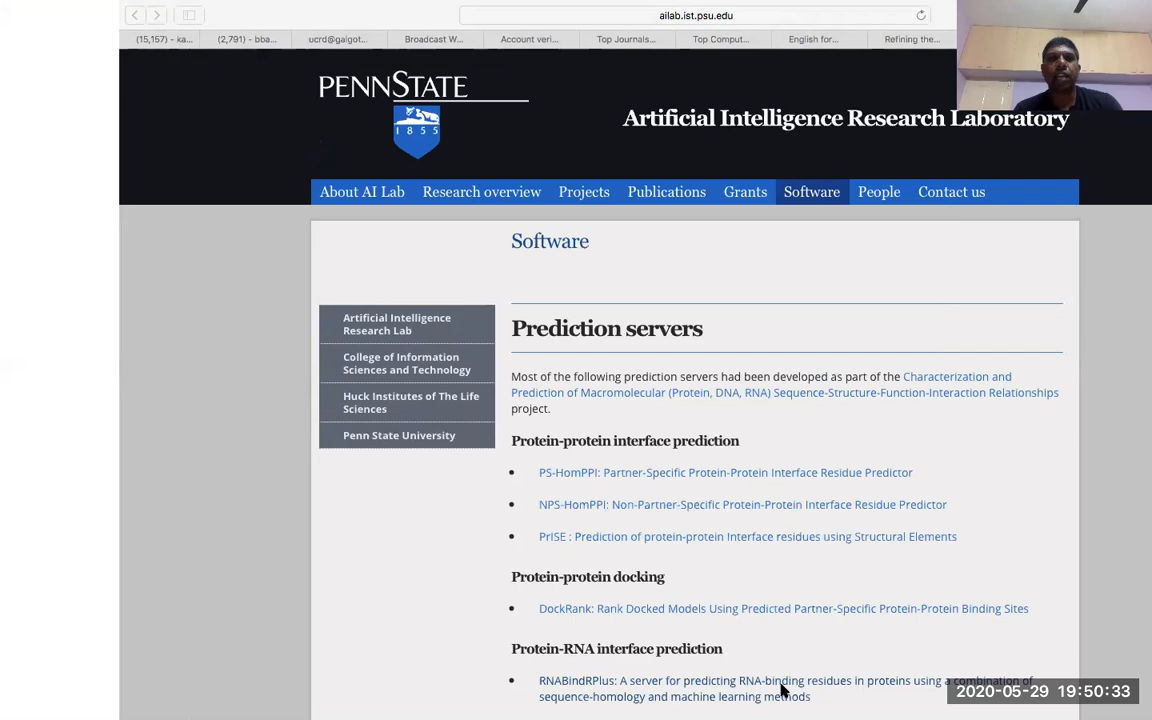 ailab.ist.psu.edu
(15,157) - ka... (2,791) - bba... ucrd@galgot... Broadcast W... Account veri... Top Journals... Top Comput... English for... Refining the...
PENNSTATE
1855
Artificial Intelligence Research Laboratory
About AI Lab Research overview Projects Publications Grants Software People Contact us
Software
Artificial Intelligence
Research Lab
College of Information
Sciences and Technology
Huck Institutes of The Life
Sciences
Penn State University
Prediction servers
Most of the following prediction servers had been developed as part of the Characterization and
Prediction of Macromolecular (Protein, DNA, RNA) Sequence-Structure-Function-Interaction Relationships
project.
Protein-protein interface prediction
• PS-HomPPI: Partner-Specific Protein-Protein Interface Residue Predictor
• NPS-HomPPI: Non-Partner-Specific Protein-Protein Interface Residue Predictor
• PrISE : Prediction of protein-protein Interface residues using Structural Elements
Protein-protein docking
• DockRank: Rank Docked Models Using Predicted Partner-Specific Protein-Protein Binding Sites
Protein-RNA interface prediction
• RNABindRPlus: A server for predicting RNA-binding residues in proteins using a combination of
sequence-homology and machine learning methods
2020-05-29 19:50:33